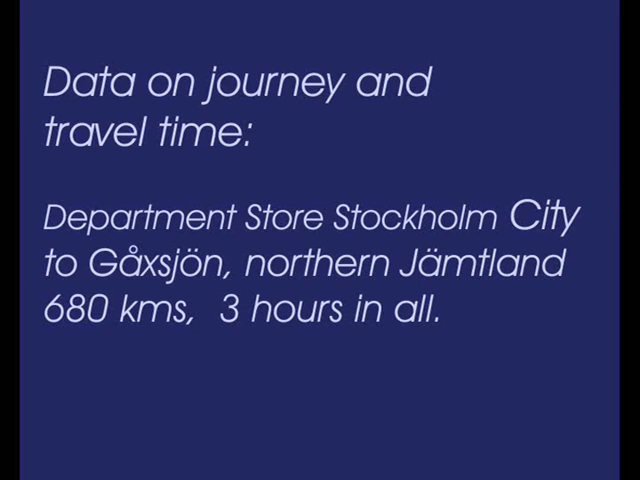 Data on journey and
travel time:
Department Store Stockholm City
to Gåxsjön, northern Jämtland
680 kms, 3 hours in all.